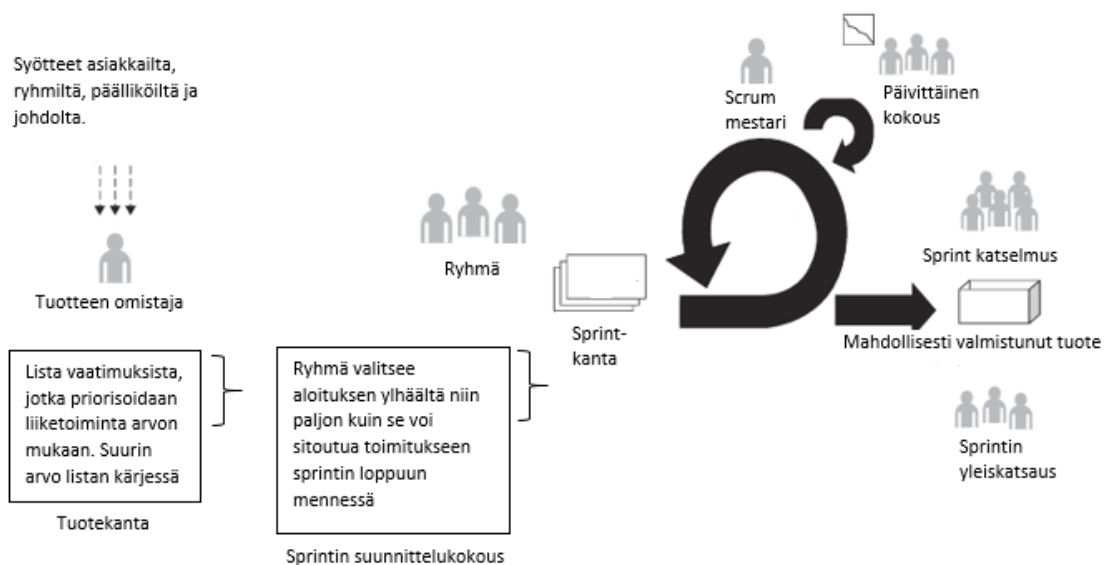 Syötteet asiakkailta,
ryhmiltä, päälliköiltä ja
johdolta.
Tuotteen omistaja
Lista vaatimuksista,
jotka priorisoidaan
liiketoiminta arvon
mukaan. Suurin
arvo listan kärjessä
Tuotekanta
Ryhmä
Ryhmä valitsee
aloituksen ylhäältä niin
paljon kuin se voi
sitoutua toimitukseen
sprintin loppuun
mennessä
Sprintin suunnittelukokous
Sprint-
kanta
Scrum
mestari
Päivittäinen
kokous
Sprint katselmus
Mahdollisesti valmistunut tuote
Sprintin
yleiskatsaus